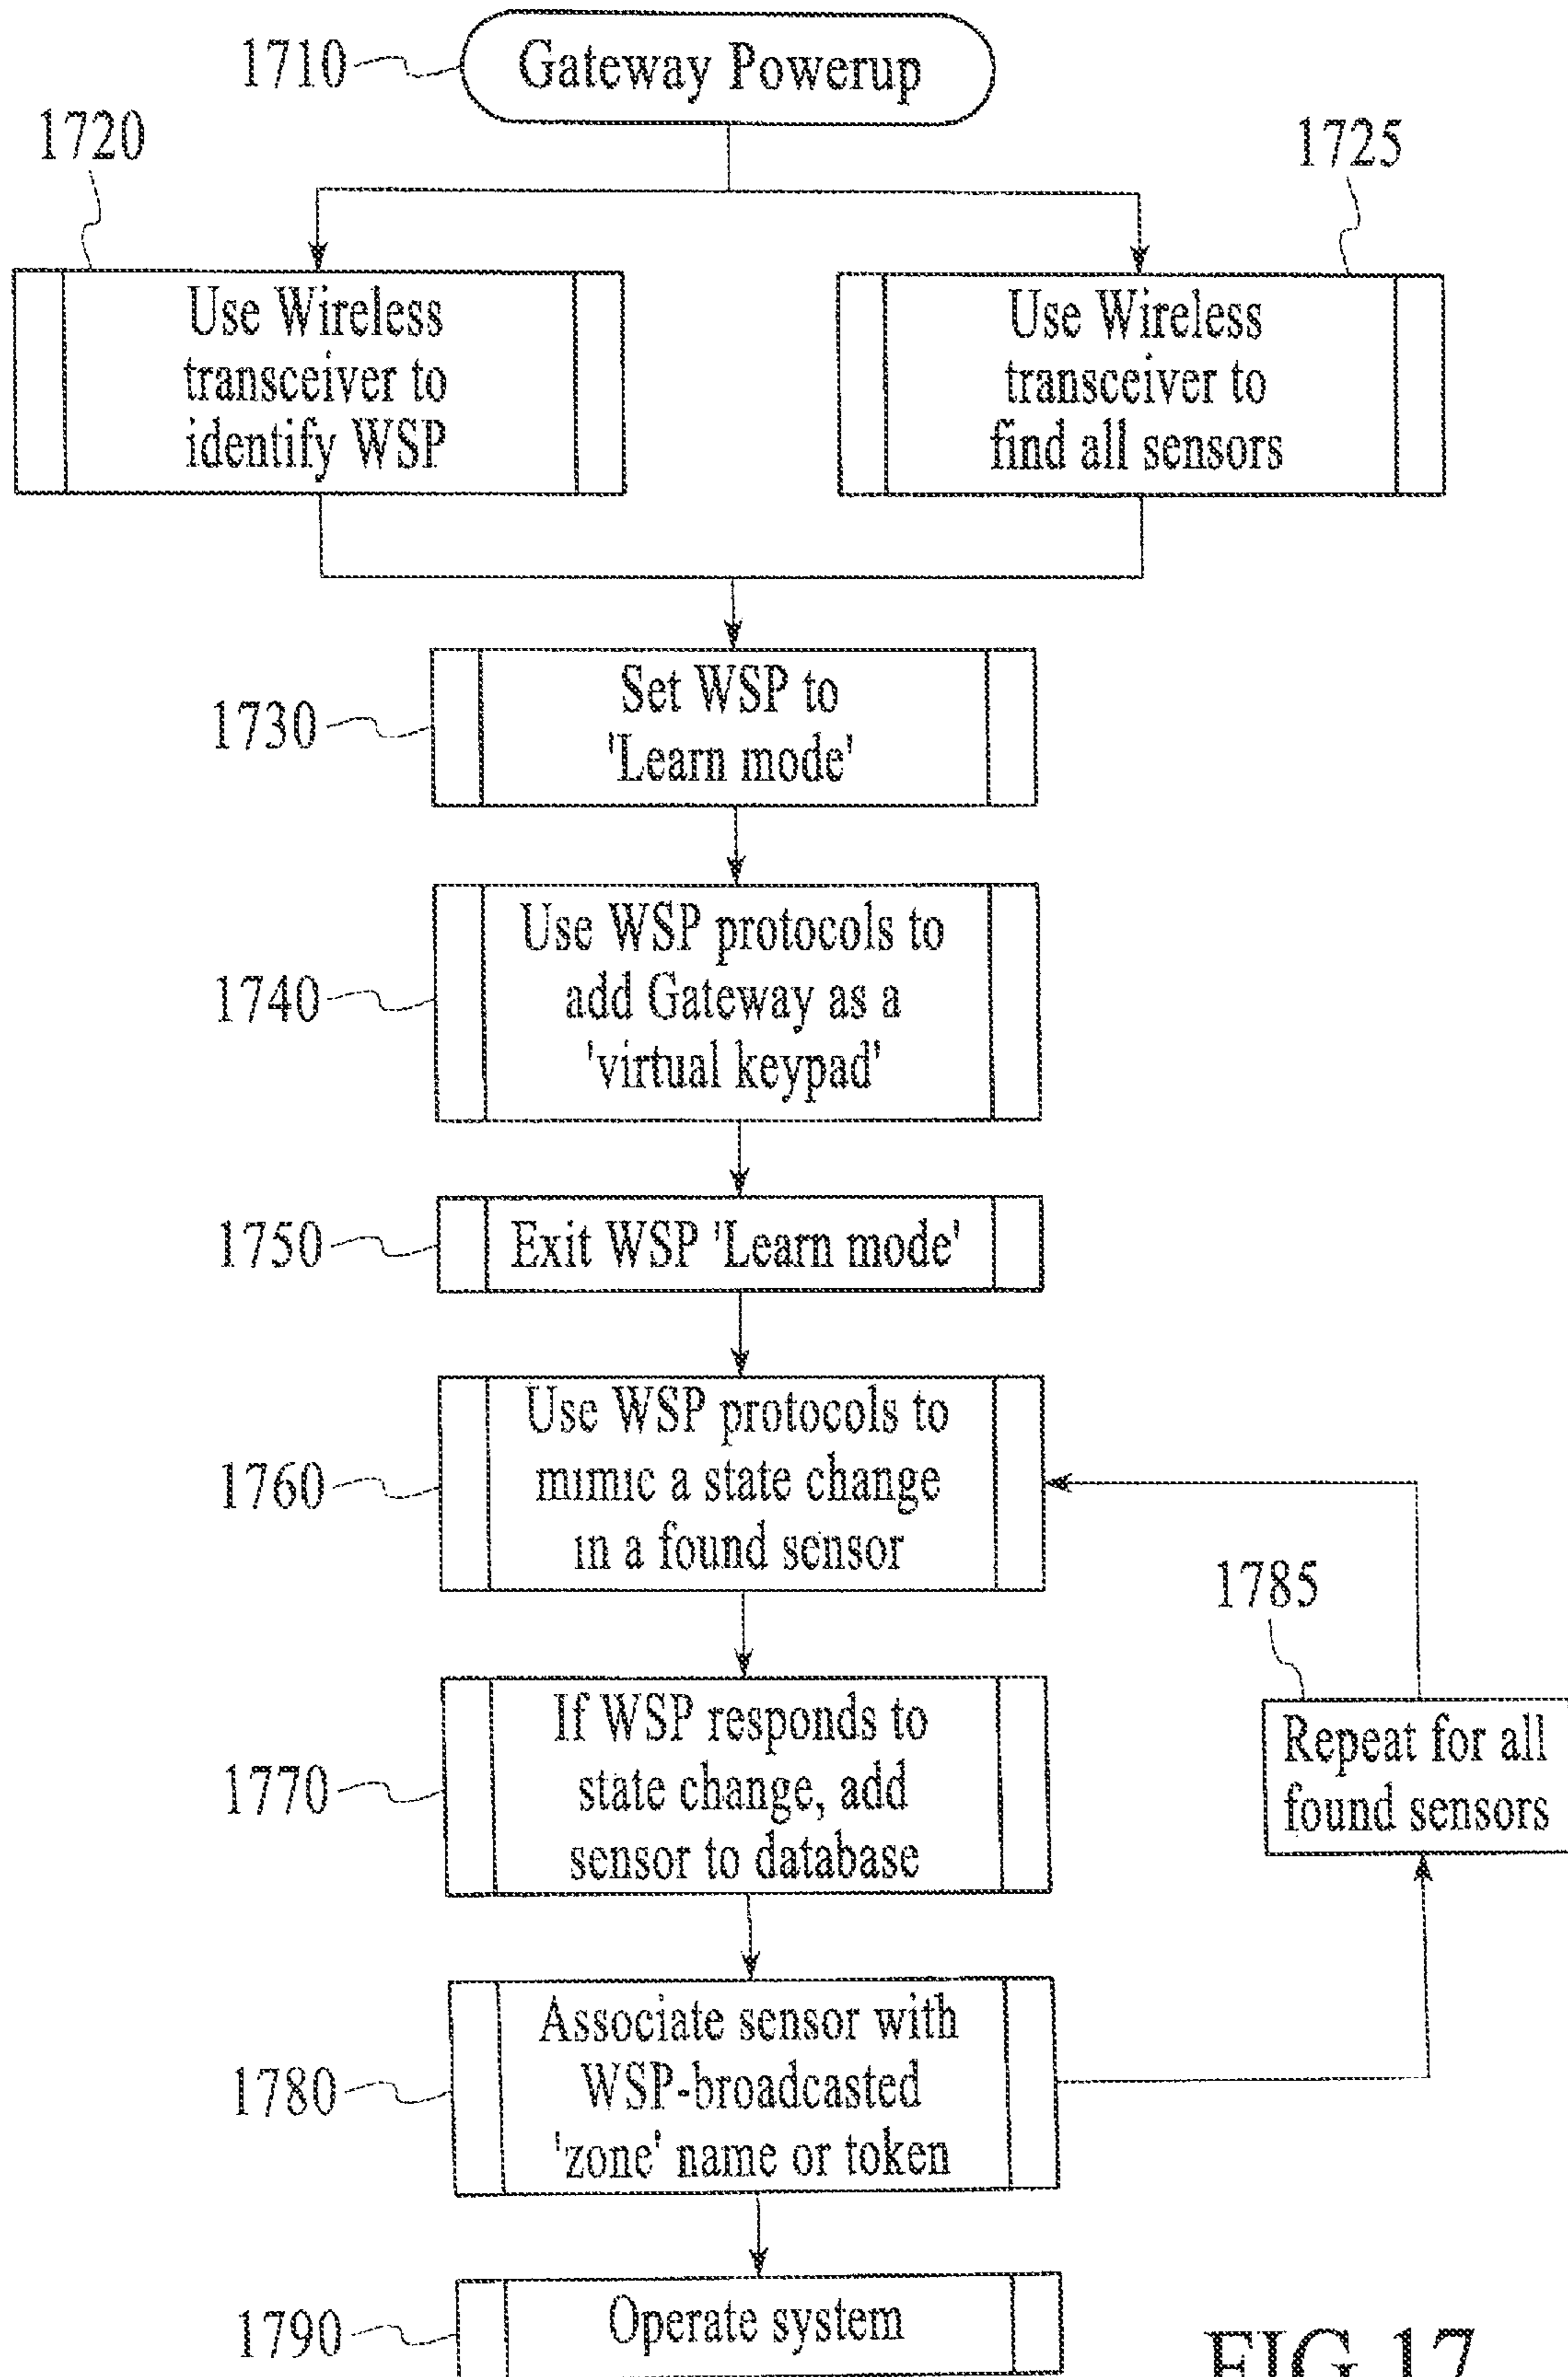 1710
Gateway Powerup
1720
1725
Use Wireless
transceiver to
identify WSP
Use Wireless
transceiver to
find all sensors
1730
Set WSP to
'Learn mode'
1740
Use WSP protocols to
add Gateway as a
'virtual keypad'
1750
Exit WSP 'Learn mode'
1760
Use WSP protocols to
mimic a state change
in a found sensor
1785
Repeat for all
found sensors
1770
If WSP responds to
state change, add
sensor to database
1780
Associate sensor with
WSP-broadcasted
'zone' name or token
1790
Operate system
FIG 17